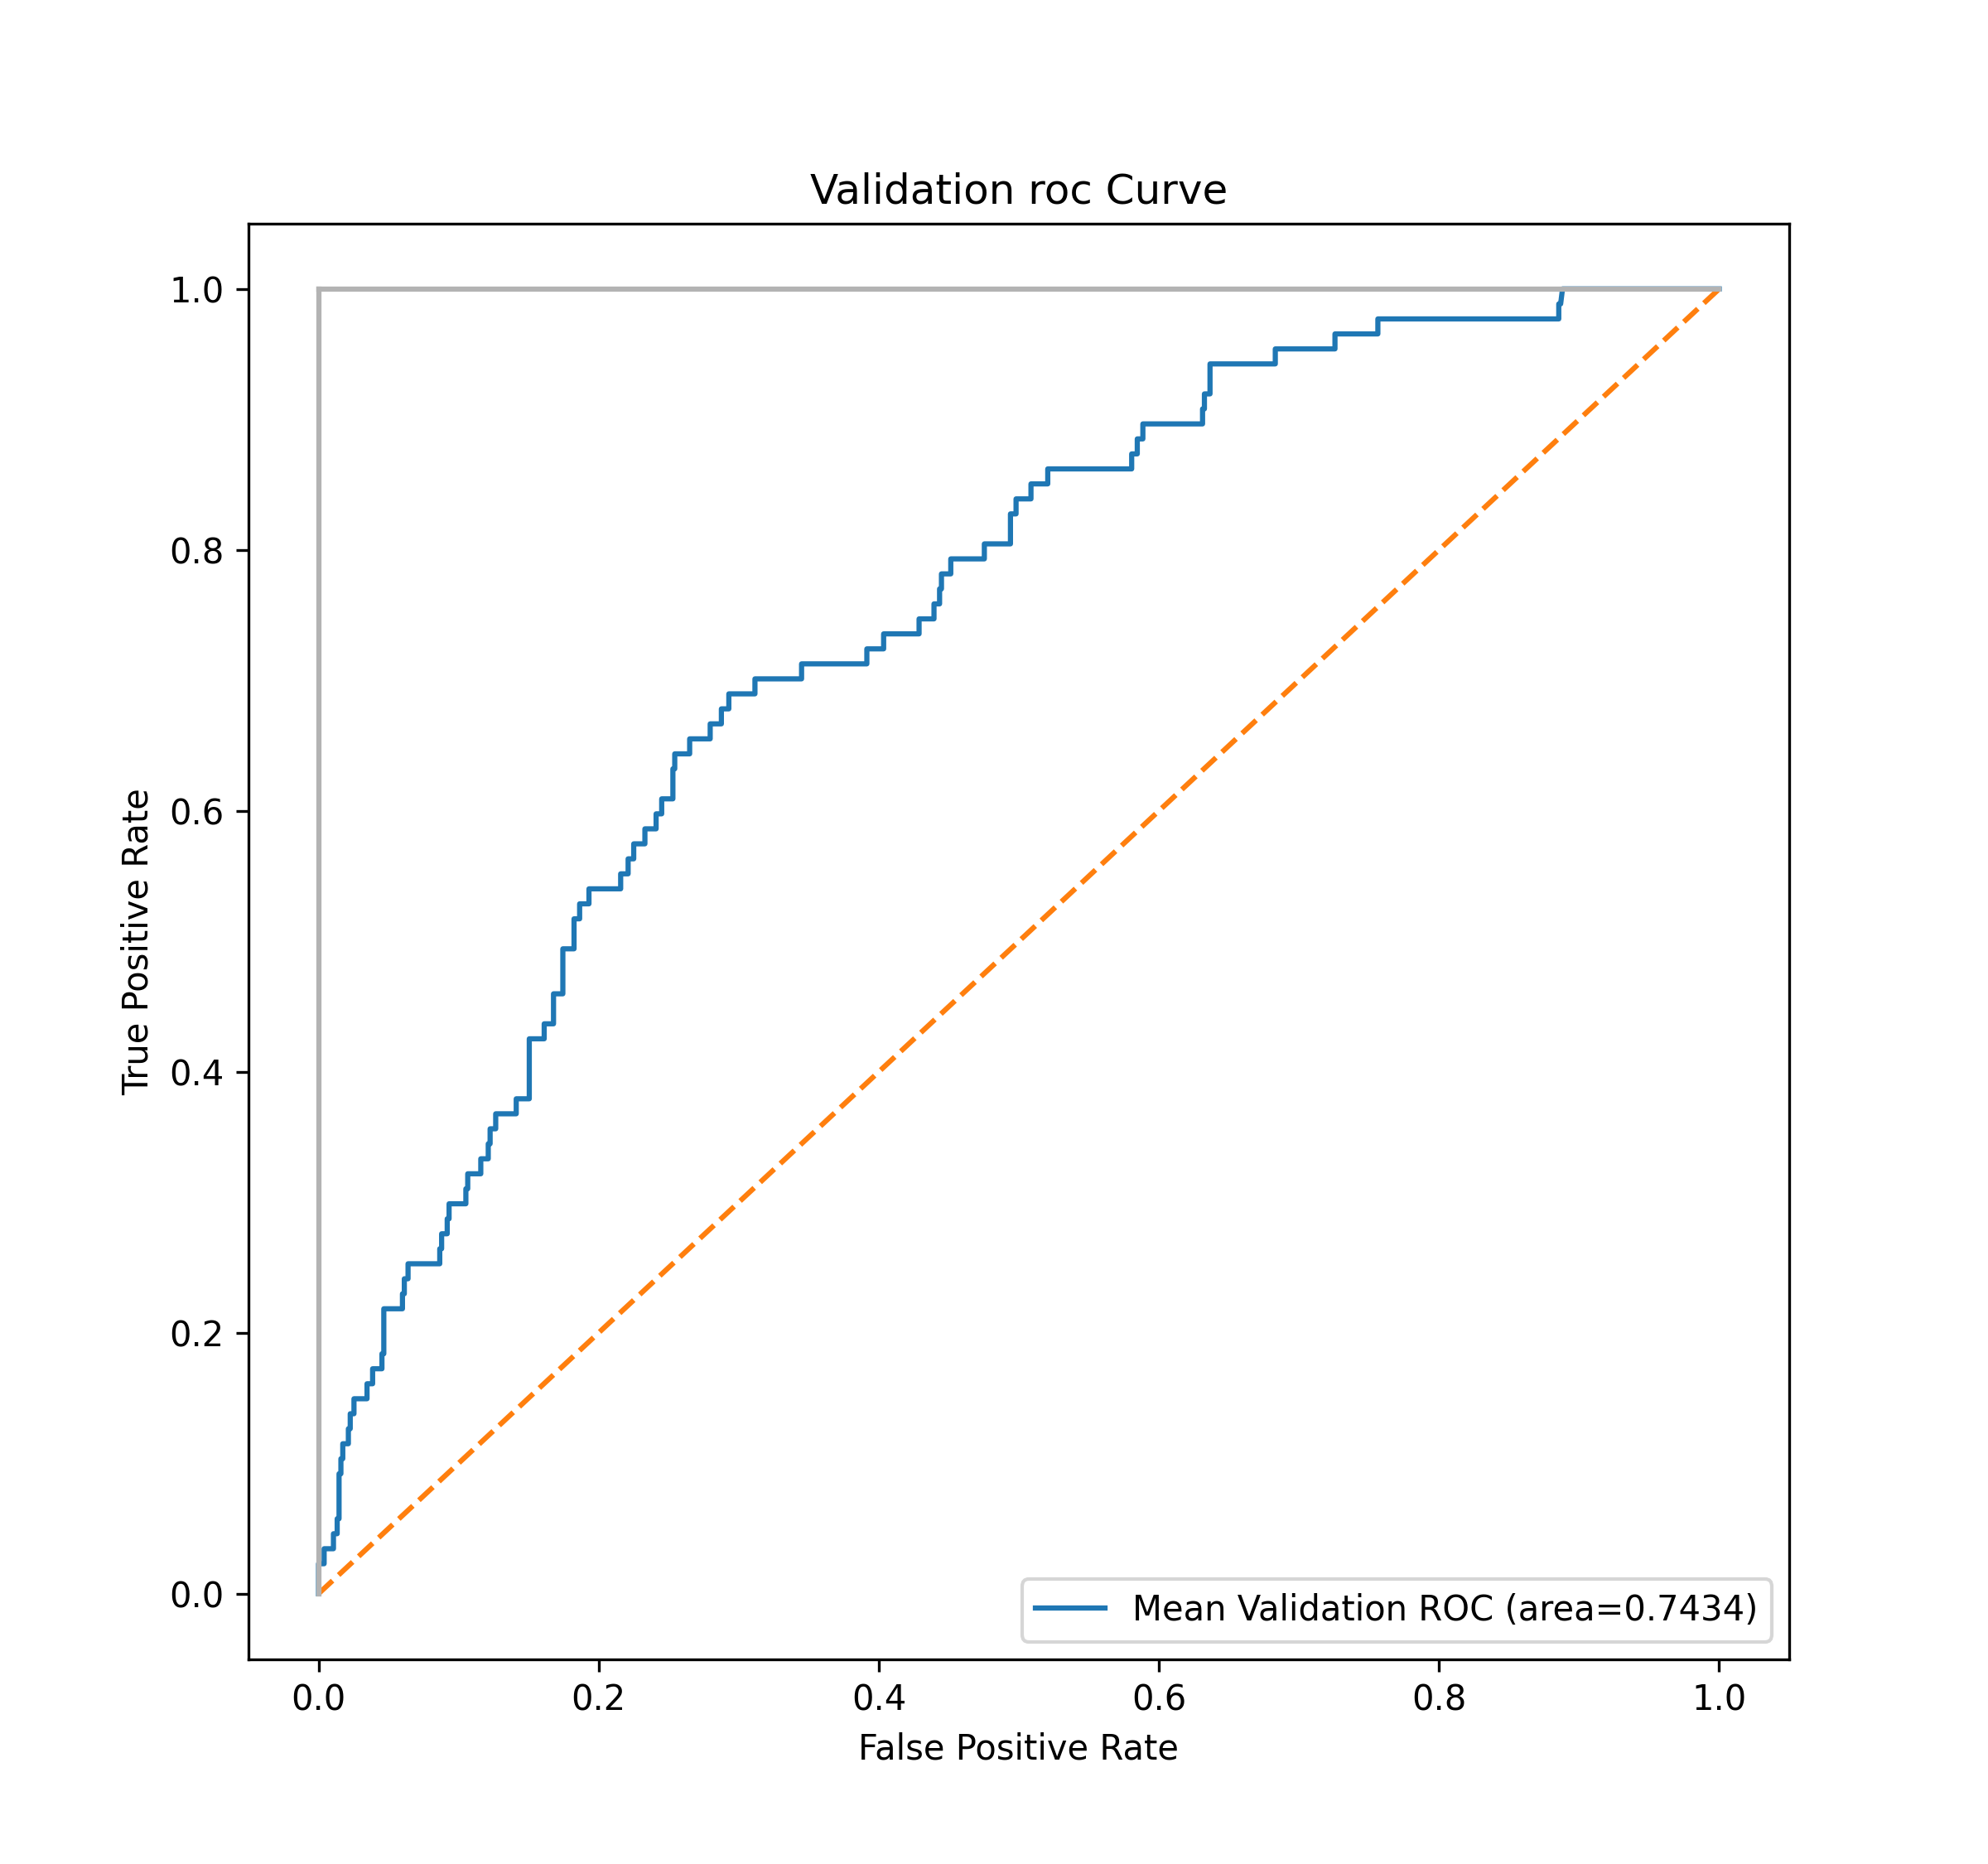 Validation roc Curve
True Positive Rate
1.0
0.8
0.6
0.4
0.2
0.0
Mean Validation ROC (area=0.7434)
0.0 0.2 0.4 0.6 0.8 1.0
False Positive Rate